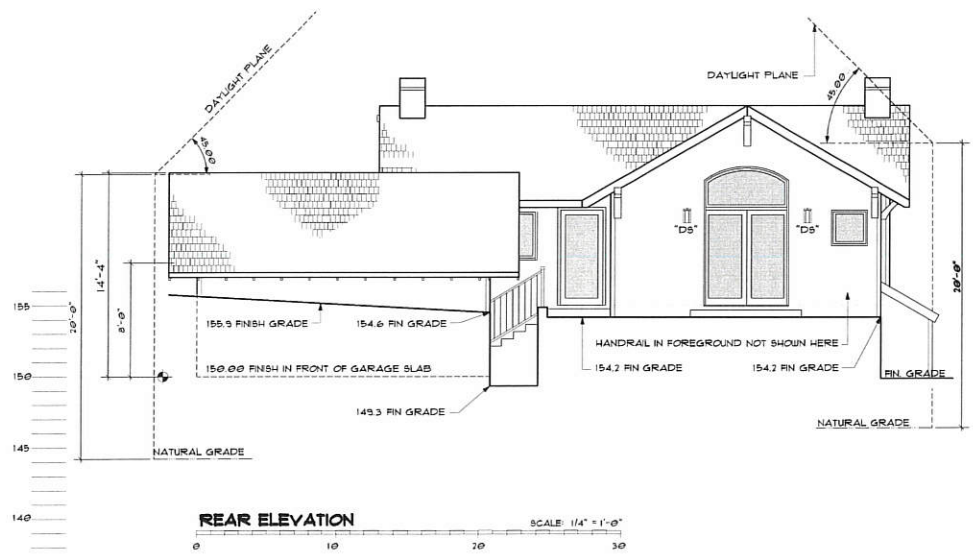 DAYLIGHT PLANE
45.00
DAYLIGHT PLANE
45.00
"DS"
"DS"
20'-0"
14'-4"
8'-0"
20'-0"
155
150
145
140
155.9 FINISH GRADE
154.6 FIN GRADE
HANDRAIL IN FOREGROUND NOT SHOWN HERE
150.00 FINISH IN FRONT OF GARAGE SLAB
154.2 FIN GRADE
154.2 FIN GRADE
FIN. GRADE
149.3 FIN GRADE
NATURAL GRADE
NATURAL GRADE
REAR ELEVATION
SCALE: 1/4" = 1'-0"
0 10 20 30